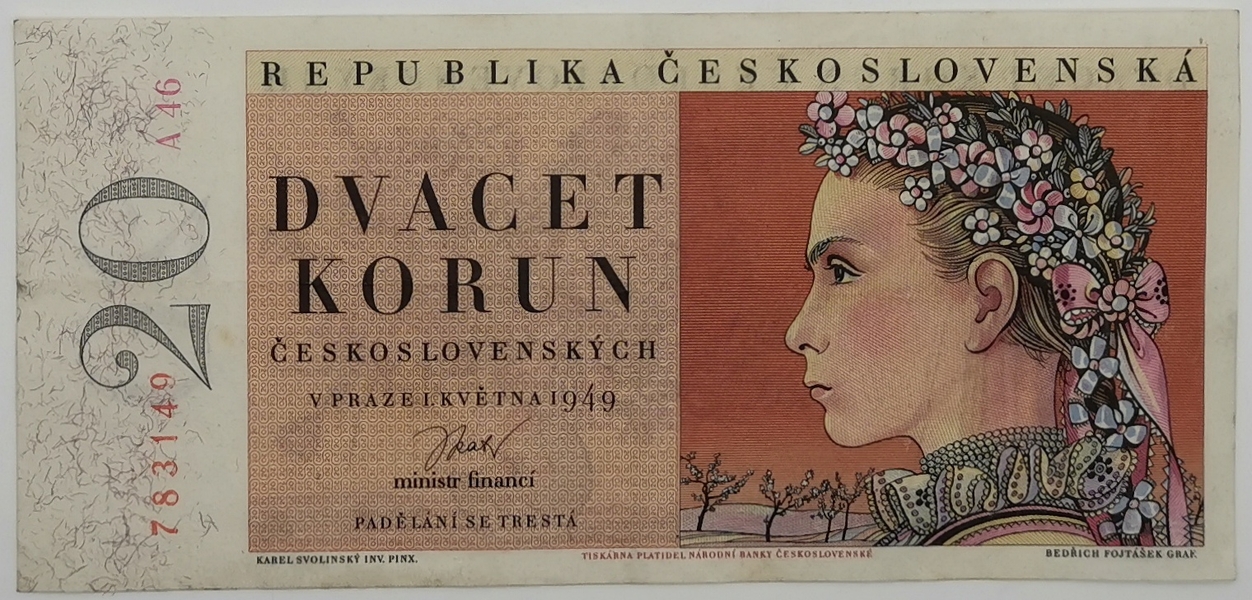 REPUBLIKA ČESKOSLOVENSKÁ
A 46
20
783149
DVACET
KORUN
ČESKOSLOVENSKÝCH
V PRAZE 1. KVĚTNA 1949
ministr financí
PADĚLÁNÍ SE TRESTÁ
KAREL SVOLINSKÝ INV. PINX.
TISKÁRNA PLATIDEL NÁRODNÍ BANKY ČESKOSLOVENSKÉ
BEDŘICH FOJTÁŠEK GRAF.